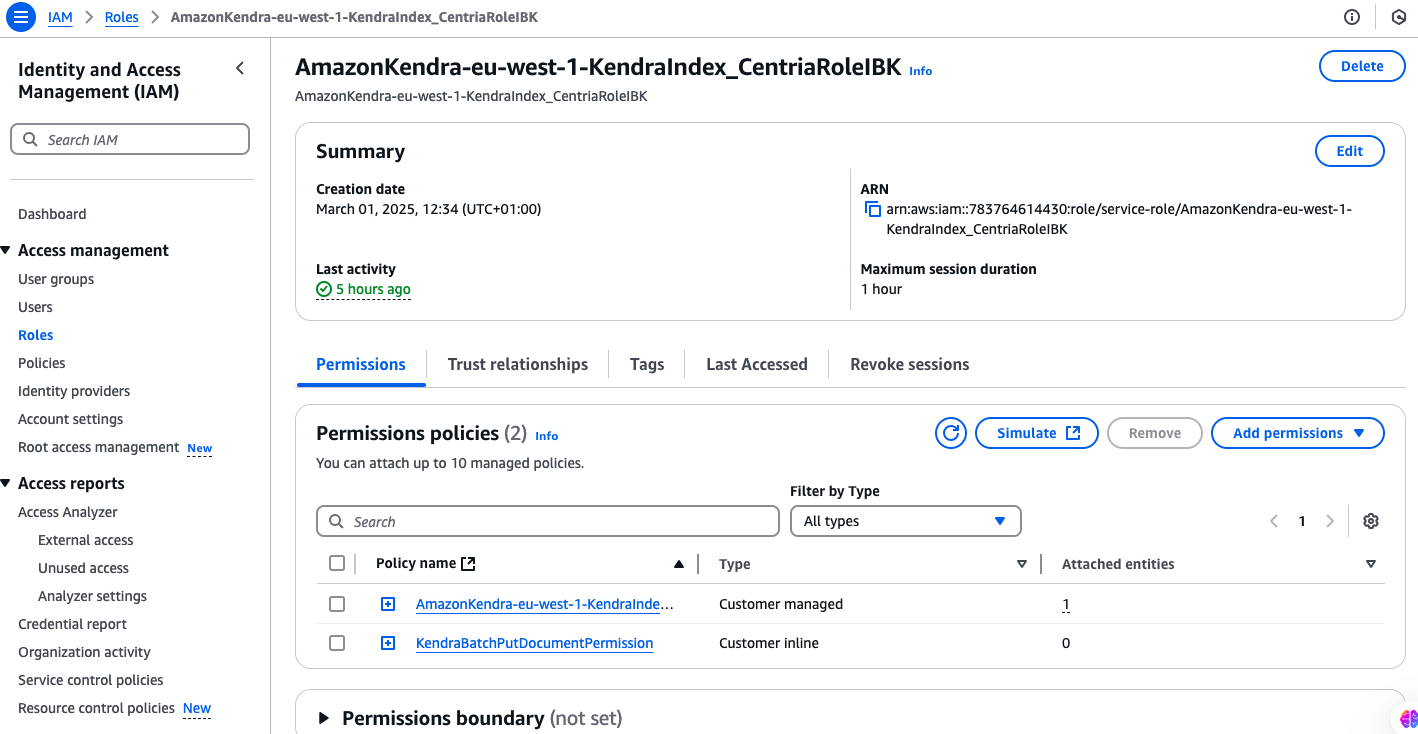 IAM > Roles > AmazonKendra-eu-west-1-KendraIndex_CentriaRoleIBK
Identity and Access
Management (IAM)
Search IAM
Dashboard
Access management
User groups
Users
Roles
Policies
Identity providers
Account settings
Root access management New
Access reports
Access Analyzer
External access
Unused access
Analyzer settings
Credential report
Organization activity
Service control policies
Resource control policies New
AmazonKendra-eu-west-1-KendraIndex_CentriaRoleIBK Info
Delete
AmazonKendra-eu-west-1-KendraIndex_CentriaRoleIBK
Summary
Edit
Creation date
March 01, 2025, 12:34 (UTC+01:00)
ARN
arn:aws:iam::783764614430:role/service-role/AmazonKendra-eu-west-1-
KendraIndex_CentriaRoleIBK
Last activity
5 hours ago
Maximum session duration
1 hour
Permissions Trust relationships Tags Last Accessed Revoke sessions
Permissions policies (2) Info
Simulate Remove Add permissions
You can attach up to 10 managed policies.
Filter by Type
Search All types 1
Policy name Type Attached entities
AmazonKendra-eu-west-1-KendraInde... Customer managed 1
KendraBatchPutDocumentPermission Customer inline 0
Permissions boundary (not set)